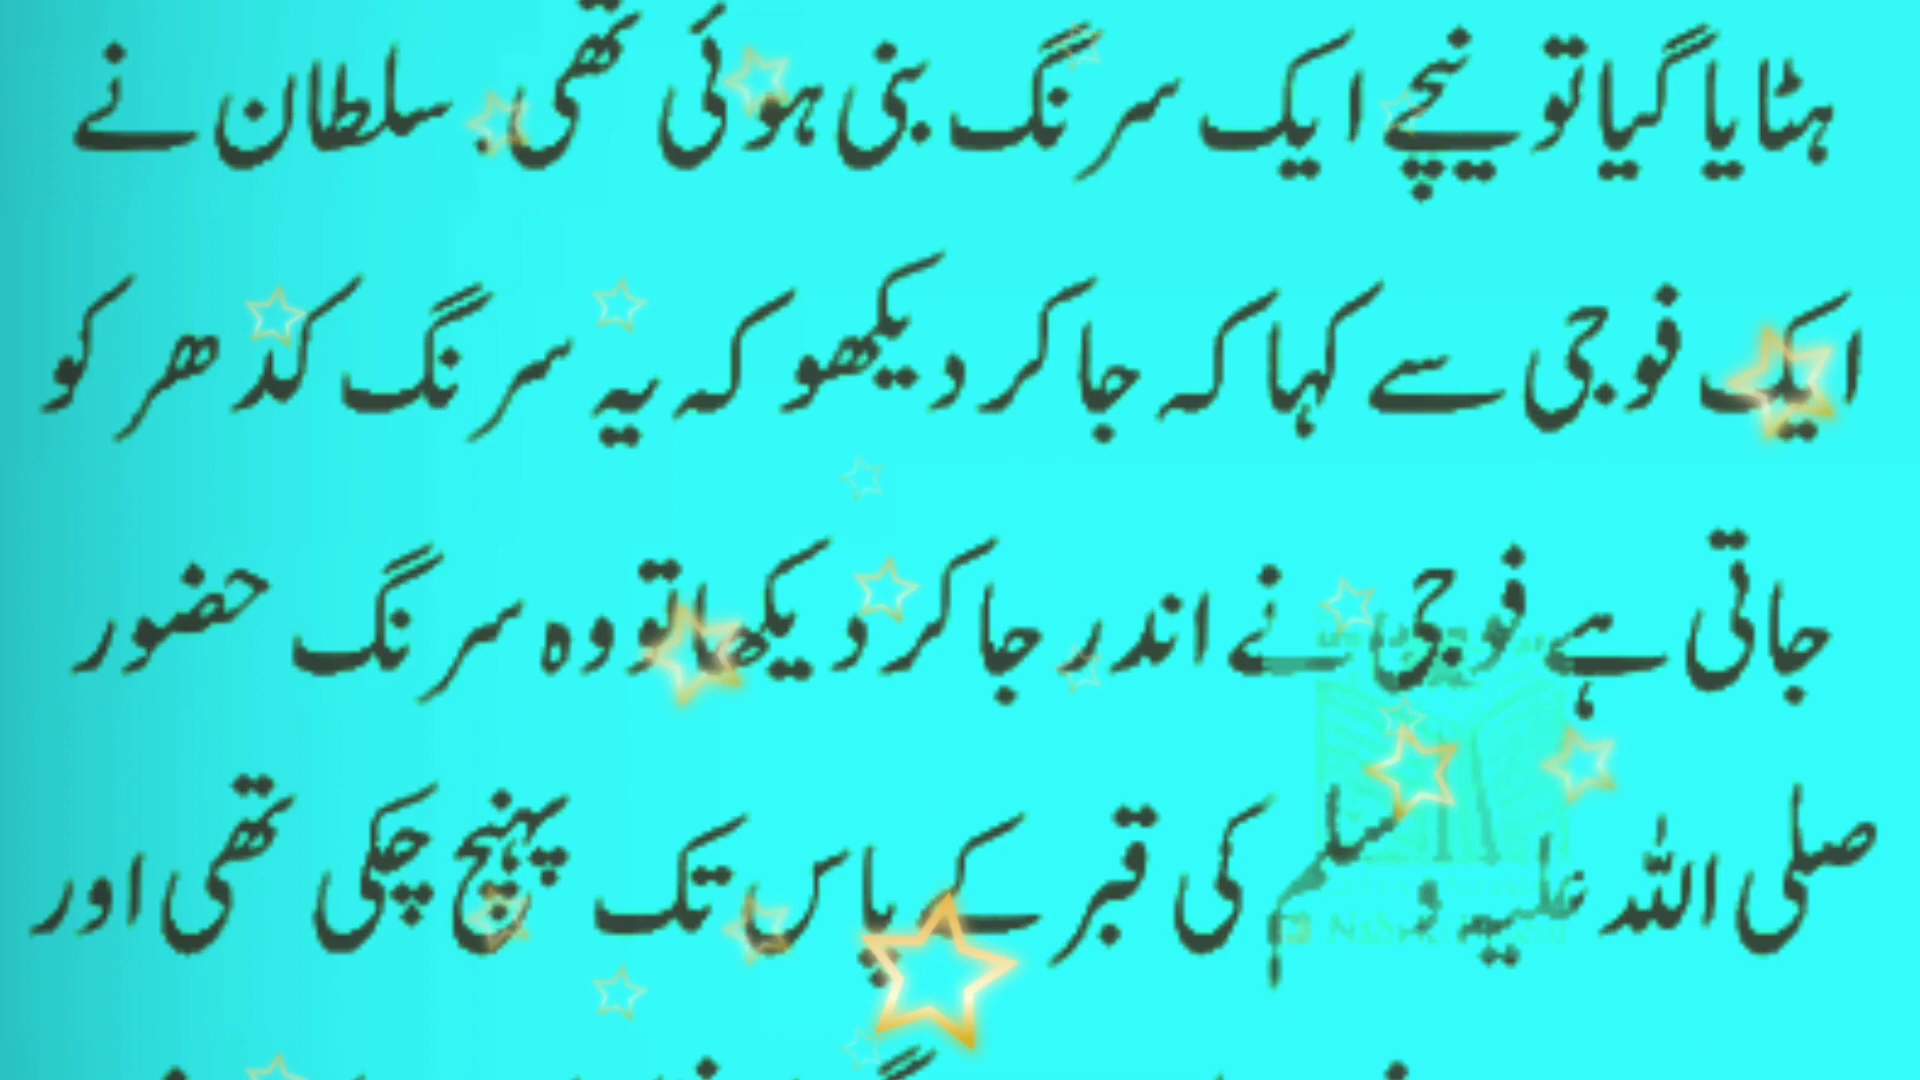 ہٹایا گیا تو نیچے ایک سرنگ بنی ہوئی تھی۔ سلطان نے
ایک فوجی سے کہا کہ جا کر دیکھو کہ یہ سرنگ کدھر کو
جاتی ہے فوجی نے اندر جا کر دیکھا تو وہ سرنگ حضور
صلی اللہ علیہ و سلم کی قبر کے پاس تک پہنچ چکی تھی اور